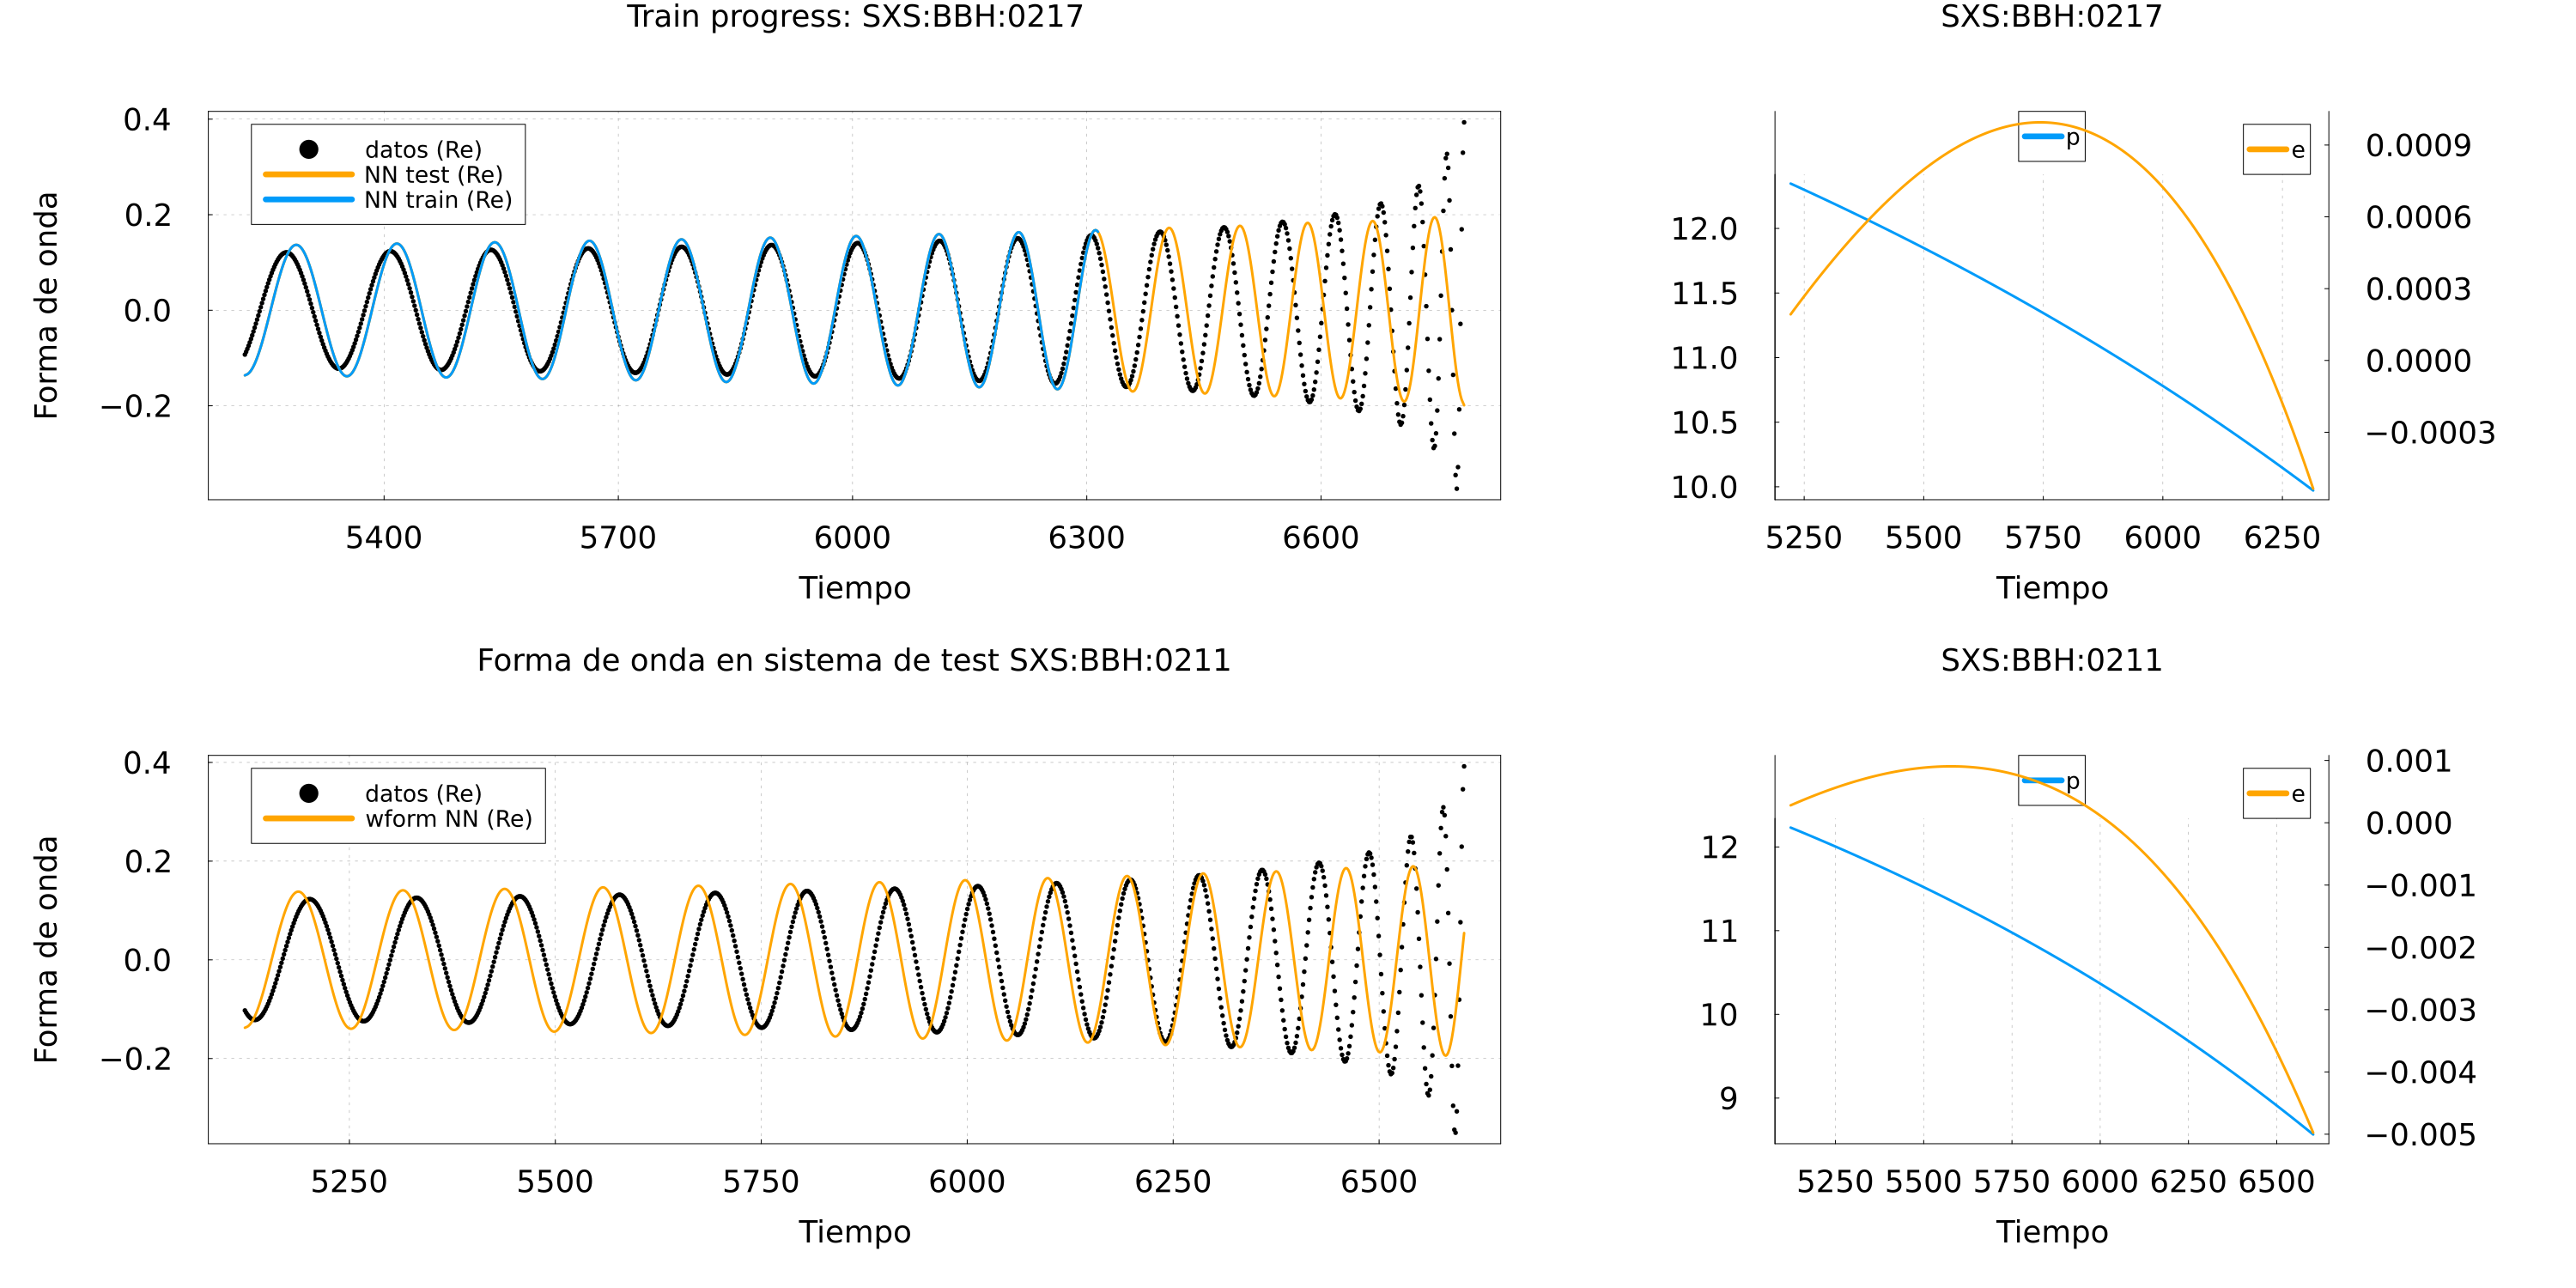 Train progress: SXS:BBH:0217
0.4
0.2
0.0
−0.2
Forma de onda
datos (Re)
NN test (Re)
NN train (Re)
5400 5700 6000 6300 6600
Tiempo
SXS:BBH:0217
12.0
11.5
11.0
10.5
10.0
p
e
0.0009
0.0006
0.0003
0.0000
−0.0003
5250 5500 5750 6000 6250
Tiempo
Forma de onda en sistema de test SXS:BBH:0211
0.4
0.2
0.0
−0.2
Forma de onda
datos (Re)
wform NN (Re)
5250 5500 5750 6000 6250 6500
Tiempo
SXS:BBH:0211
12
11
10
9
p
e
0.001
0.000
−0.001
−0.002
−0.003
−0.004
−0.005
5250 5500 5750 6000 6250 6500
Tiempo